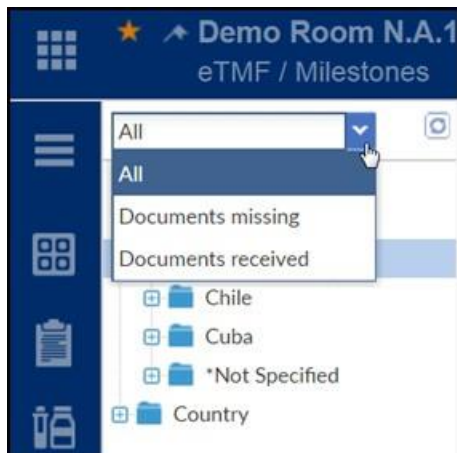 Demo Room N.A.1
eTMF / Milestones
All
All
Documents missing
Documents received
Chile
Cuba
*Not Specified
Country